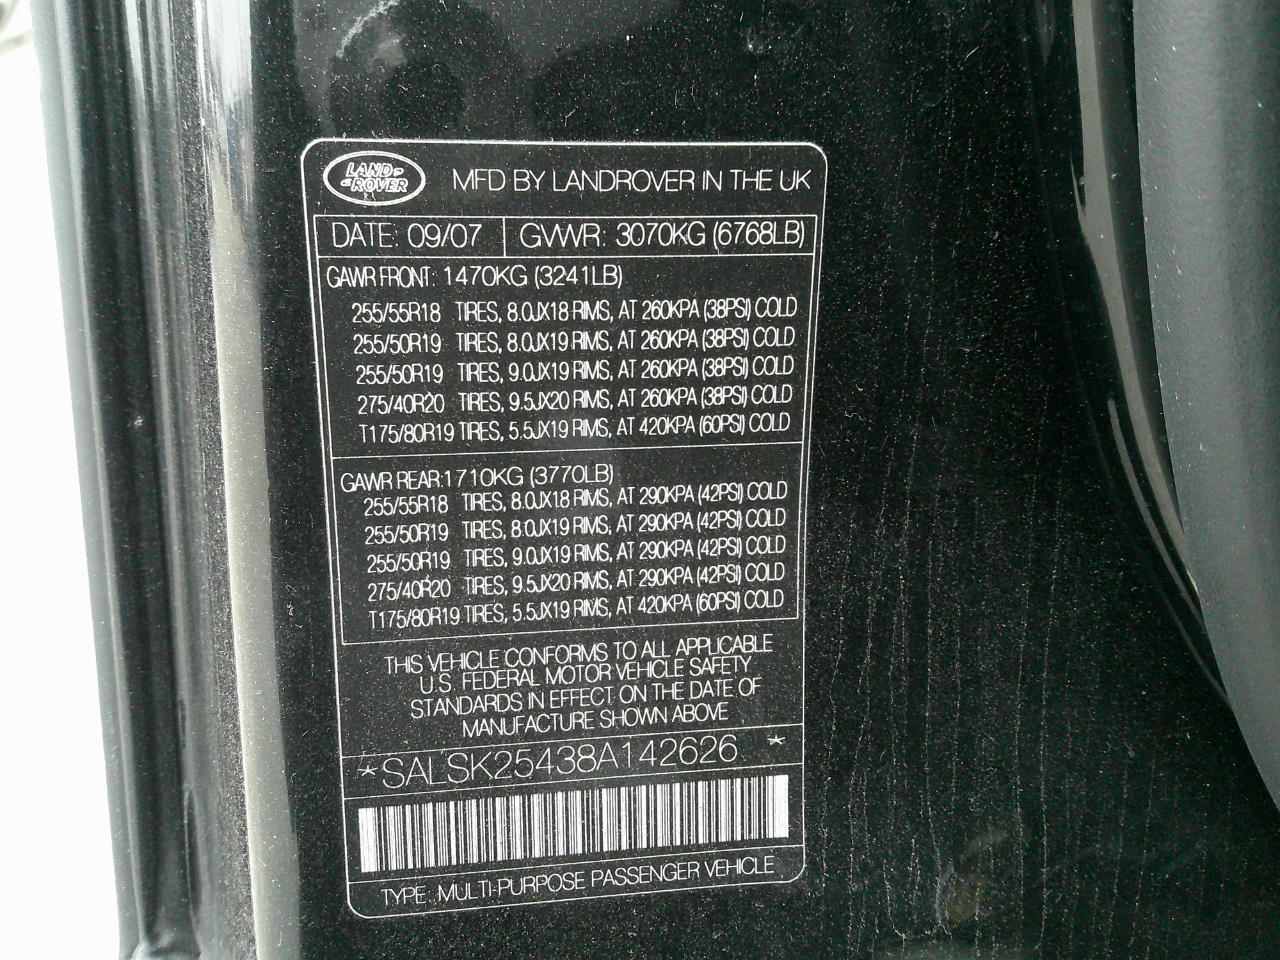 LAND-
-ROVER
MFD BY LANDROVER IN THE UK
DATE: 09/07 GVWR: 3070KG (6768LB)
GAWR FRONT: 1470KG (3241LB)
255/55R18 TIRES, 8.0JX18 RIMS, AT 260KPA (38PSI) COLD
255/50R19 TIRES, 8.0JX19 RIMS, AT 260KPA (38PSI) COLD
255/50R19 TIRES, 9.0JX19 RIMS, AT 260KPA (38PSI) COLD
275/40R20 TIRES, 9.5JX20 RIMS, AT 260KPA (38PSI) COLD
T175/80R19 TIRES, 5.5JX19 RIMS, AT 420KPA (60PSI) COLD
GAWR REAR: 1710KG (3770LB)
255/55R18 TIRES, 8.0JX18 RIMS, AT 290KPA (42PSI) COLD
255/50R19 TIRES, 8.0JX19 RIMS, AT 290KPA (42PSI) COLD
255/50R19 TIRES, 9.0JX19 RIMS, AT 290KPA (42PSI) COLD
275/40R20 TIRES, 9.5JX20 RIMS, AT 290KPA (42PSI) COLD
T175/80R19 TIRES, 5.5JX19 RIMS, AT 420KPA (60PSI) COLD
THIS VEHICLE CONFORMS TO ALL APPLICABLE
U.S. FEDERAL MOTOR VEHICLE SAFETY
STANDARDS IN EFFECT ON THE DATE OF
MANUFACTURE SHOWN ABOVE
*SALSK25438A142626 *
TYPE: MULTI-PURPOSE PASSENGER VEHICLE